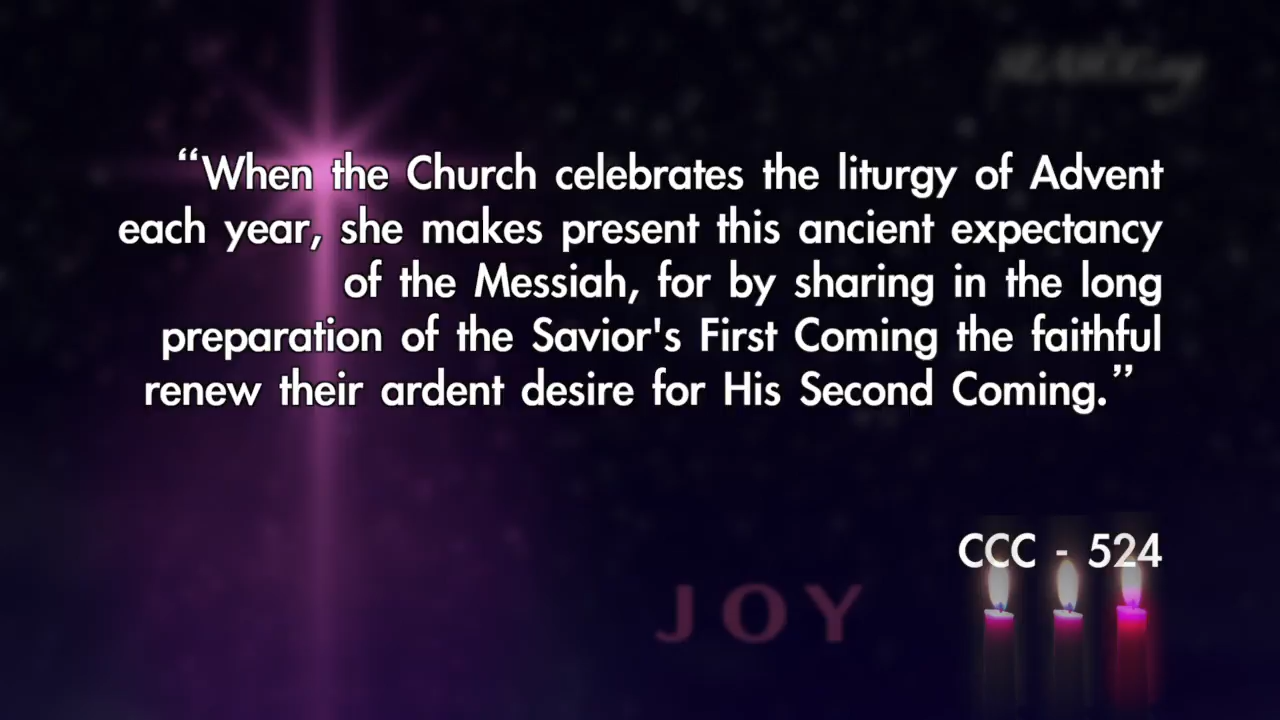 “When the Church celebrates the liturgy of Advent
each year, she makes present this ancient expectancy
of the Messiah, for by sharing in the long
preparation of the Savior's First Coming the faithful
renew their ardent desire for His Second Coming.”
CCC - 524
JOY